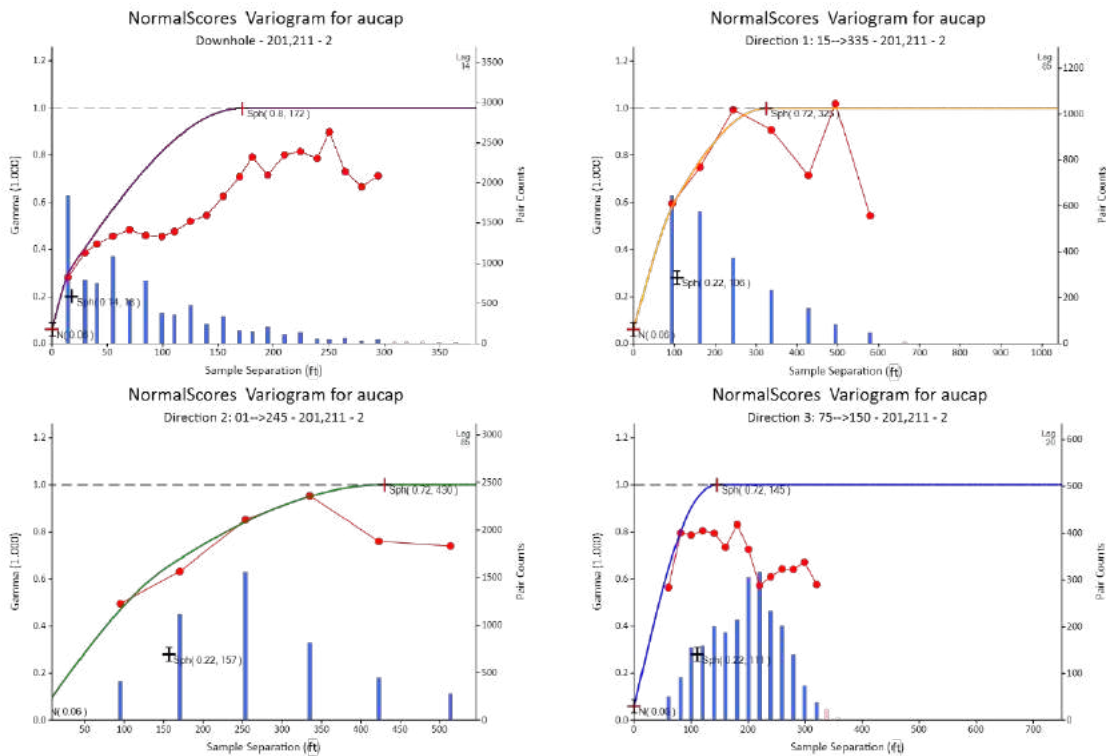 NormalScores Variogram for aucap
Downhole - 201,211 - 2
Lag
14
1.2
1.0
0.8
0.6
0.4
0.2
0.0
Gamma (1.000)
3500
3000
2500
2000
1500
1000
500
0
Pair Counts
Sph( 0.8, 172 )
Sph( 0.14, 18 )
N( 0.06 )
0 50 100 150 200 250 300 350
Sample Separation (ft)
NormalScores Variogram for aucap
Direction 1: 15-->335 - 201,211 - 2
Lag
85
1.2
1.0
0.8
0.6
0.4
0.2
0.0
Gamma (1.000)
1200
1000
800
600
400
200
0
Pair Counts
Sph( 0.72, 323 )
Sph( 0.22, 106 )
N( 0.06 )
0 100 200 300 400 500 600 700 800 900 1000
Sample Separation (ft)
NormalScores Variogram for aucap
Direction 2: 01-->245 - 201,211 - 2
Lag
85
1.2
1.0
0.8
0.6
0.4
0.2
0.0
Gamma (1.000)
3000
2500
2000
1500
1000
500
0
Pair Counts
Sph( 0.72, 430 )
Sph( 0.22, 157 )
N( 0.06 )
50 100 150 200 250 300 350 400 450 500
Sample Separation (ft)
NormalScores Variogram for aucap
Direction 3: 75-->150 - 201,211 - 2
Lag
20
1.2
1.0
0.8
0.6
0.4
0.2
0.0
Gamma (1.000)
600
500
400
300
200
100
0
Pair Counts
Sph( 0.72, 145 )
Sph( 0.22, 111 )
N( 0.06 )
0 100 200 300 400 500 600 700
Sample Separation (ft)